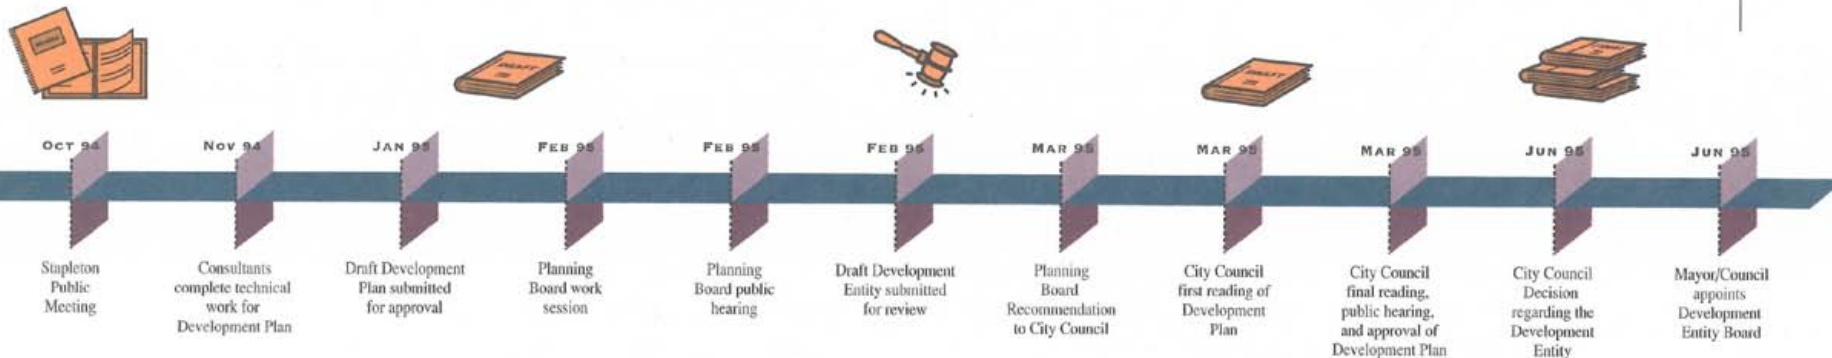 DRAFT
DRAFT
OCT 94
NOV 94
JAN 95
FEB 95
FEB 95
FEB 95
MAR 95
MAR 95
MAR 95
JUN 95
JUN 95
Stapleton
Public
Meeting
Consultants
complete technical
work for
Development Plan
Draft Development
Plan submitted
for approval
Planning
Board work
session
Planning
Board public
hearing
Draft Development
Entity submitted
for review
Planning
Board
Recommendation
to City Council
City Council
first reading of
Development
Plan
City Council
final reading,
public hearing,
and approval of
Development Plan
City Council
Decision
regarding the
Development
Entity
Mayor/Council
appoints
Development
Entity Board